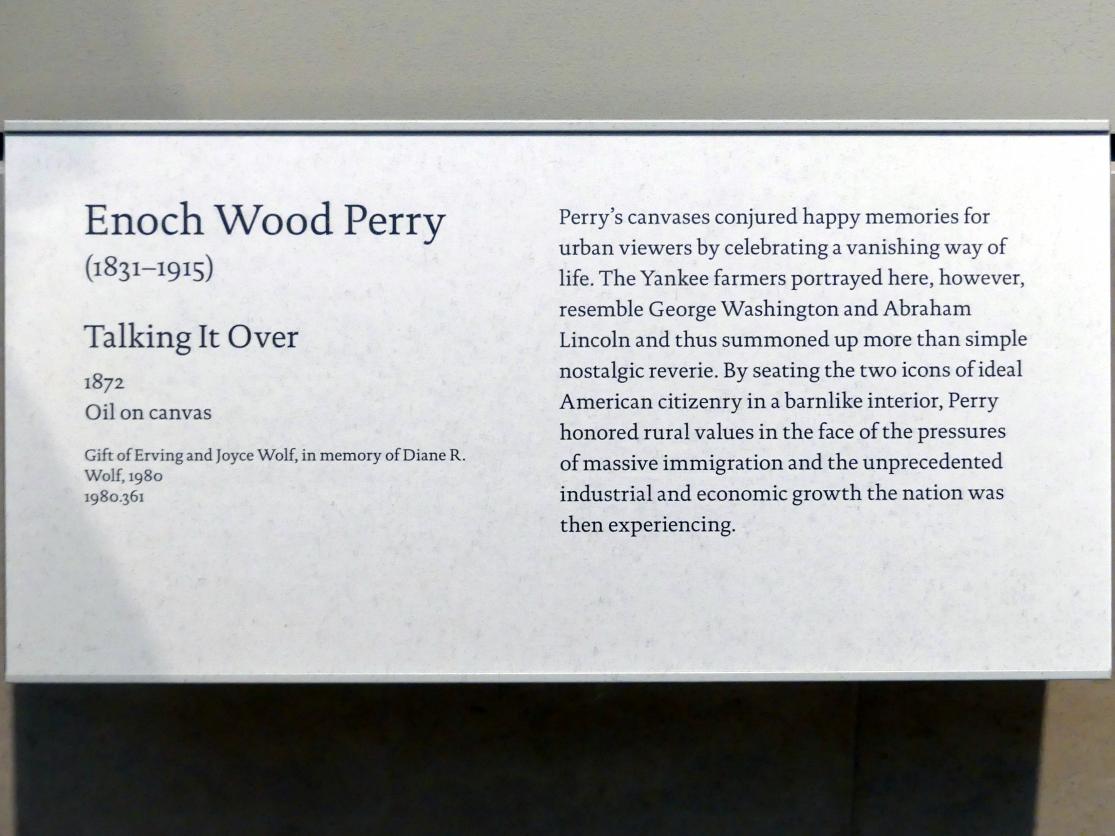 Enoch Wood Perry
(1831–1915)
Talking It Over
1872
Oil on canvas
Gift of Erving and Joyce Wolf, in memory of Diane R.
Wolf, 1980
1980.361
Perry's canvases conjured happy memories for
urban viewers by celebrating a vanishing way of
life. The Yankee farmers portrayed here, however,
resemble George Washington and Abraham
Lincoln and thus summoned up more than simple
nostalgic reverie. By seating the two icons of ideal
American citizenry in a barnlike interior, Perry
honored rural values in the face of the pressures
of massive immigration and the unprecedented
industrial and economic growth the nation was
then experiencing.